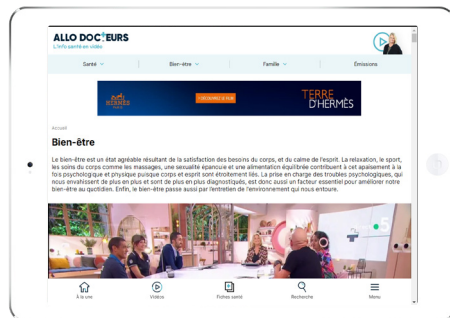 ALLO DOCTEURS
L'info santé en vidéo
Santé
Bien-être
Famille
Émissions
HERMÈS
PARIS
TERRE
D'HERMÈS
Accueil
Bien-être
Le bien-être est un état agréable résultant de la satisfaction des besoins du corps, et du calme de l'esprit. La relaxation, le sport,
les soins du corps comme les massages, une sexualité épanouie et une alimentation équilibrée contribuent à cet apaisement à la
fois psychologique et physique puisque corps et esprit sont étroitement liés. La prise en charge des troubles psychologiques, qui
nous envahissent de plus en plus et sont de plus en plus diagnostiqués, est donc aussi un facteur essentiel pour améliorer notre
bien-être au quotidien. Enfin, le bien-être passe aussi par l'entretien de l'environnement qui nous entoure.
5
À la une
Vidéos
Fiches santé
Recherche
Menu